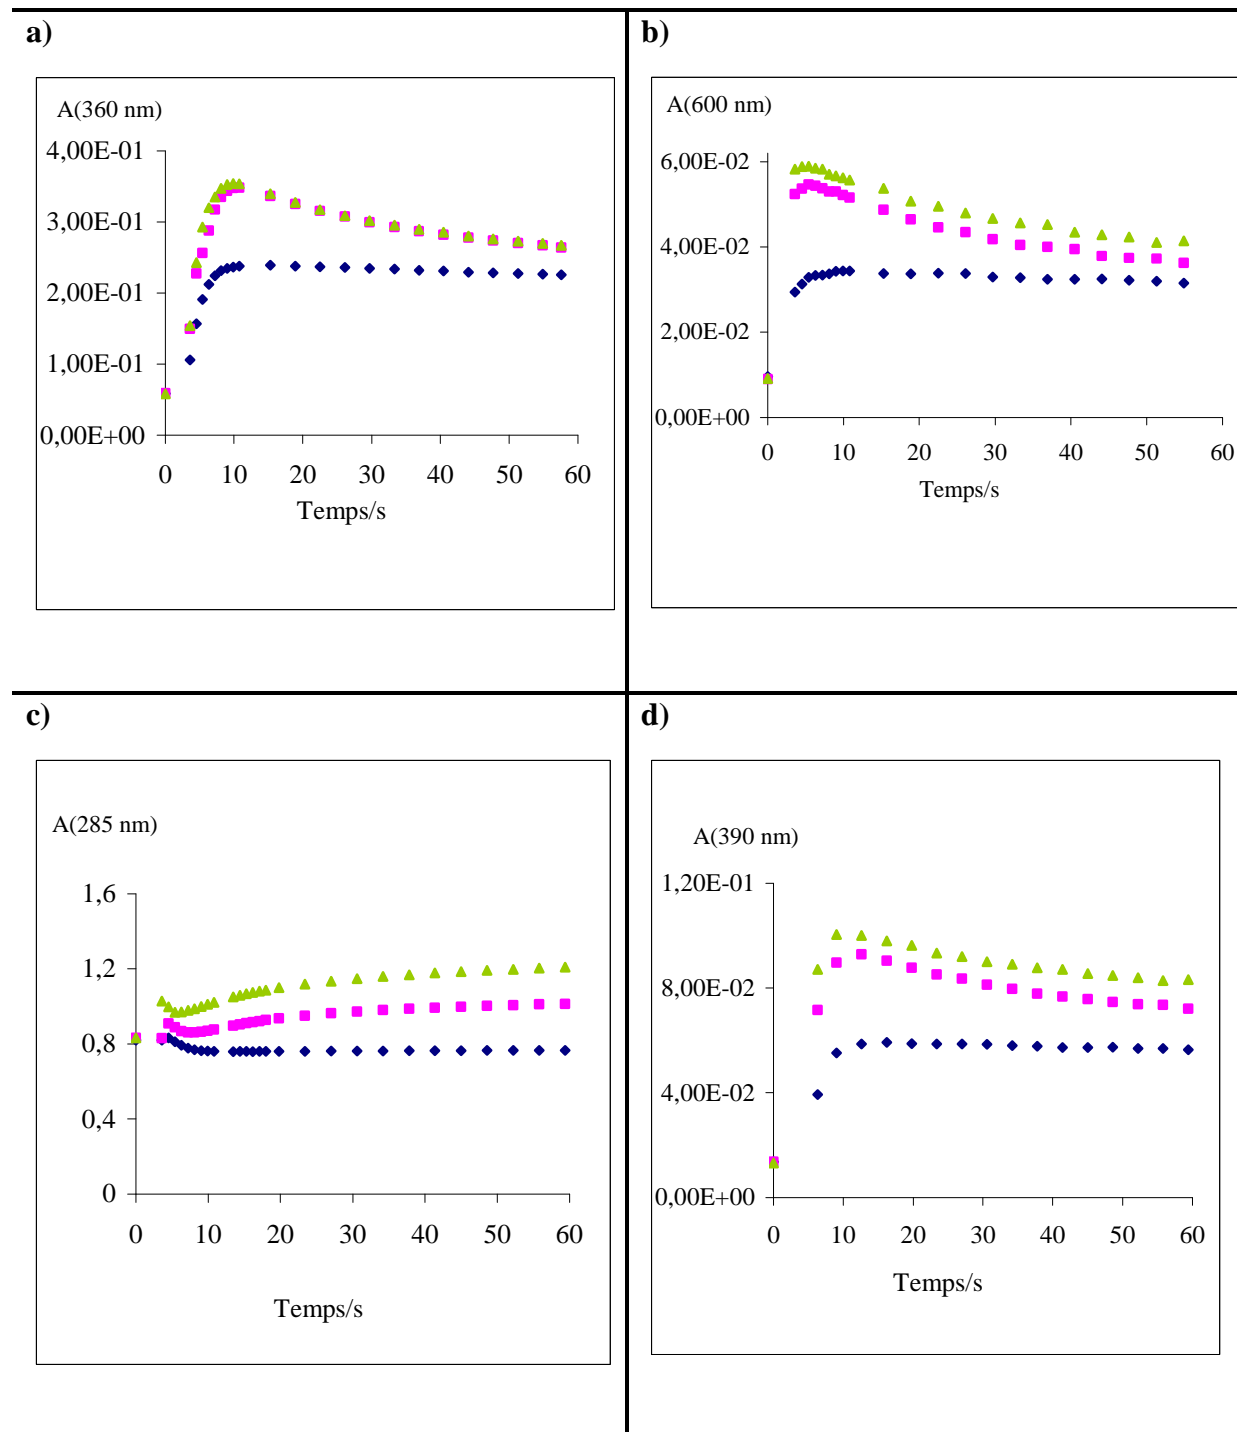 a)
A(360 nm)
4,00E-01
3,00E-01
2,00E-01
1,00E-01
0,00E+00
0 10 20 30 40 50 60
Temps/s
b)
A(600 nm)
6,00E-02
4,00E-02
2,00E-02
0,00E+00
0 10 20 30 40 50 60
Temps/s
c)
A(285 nm)
1,6
1,2
0,8
0,4
0
0 10 20 30 40 50 60
Temps/s
d)
A(390 nm)
1,20E-01
8,00E-02
4,00E-02
0,00E+00
0 10 20 30 40 50 60
Temps/s